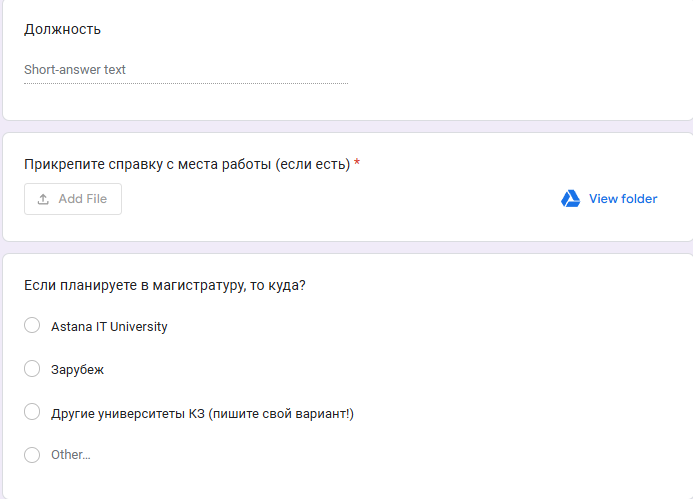 Должность
Short-answer text
Прикрепите справку с места работы (если есть) *
Add File
View folder
Если планируете в магистратуру, то куда?
Astana IT University
Зарубеж
Другие университеты КЗ (пишите свой вариант!)
Other...